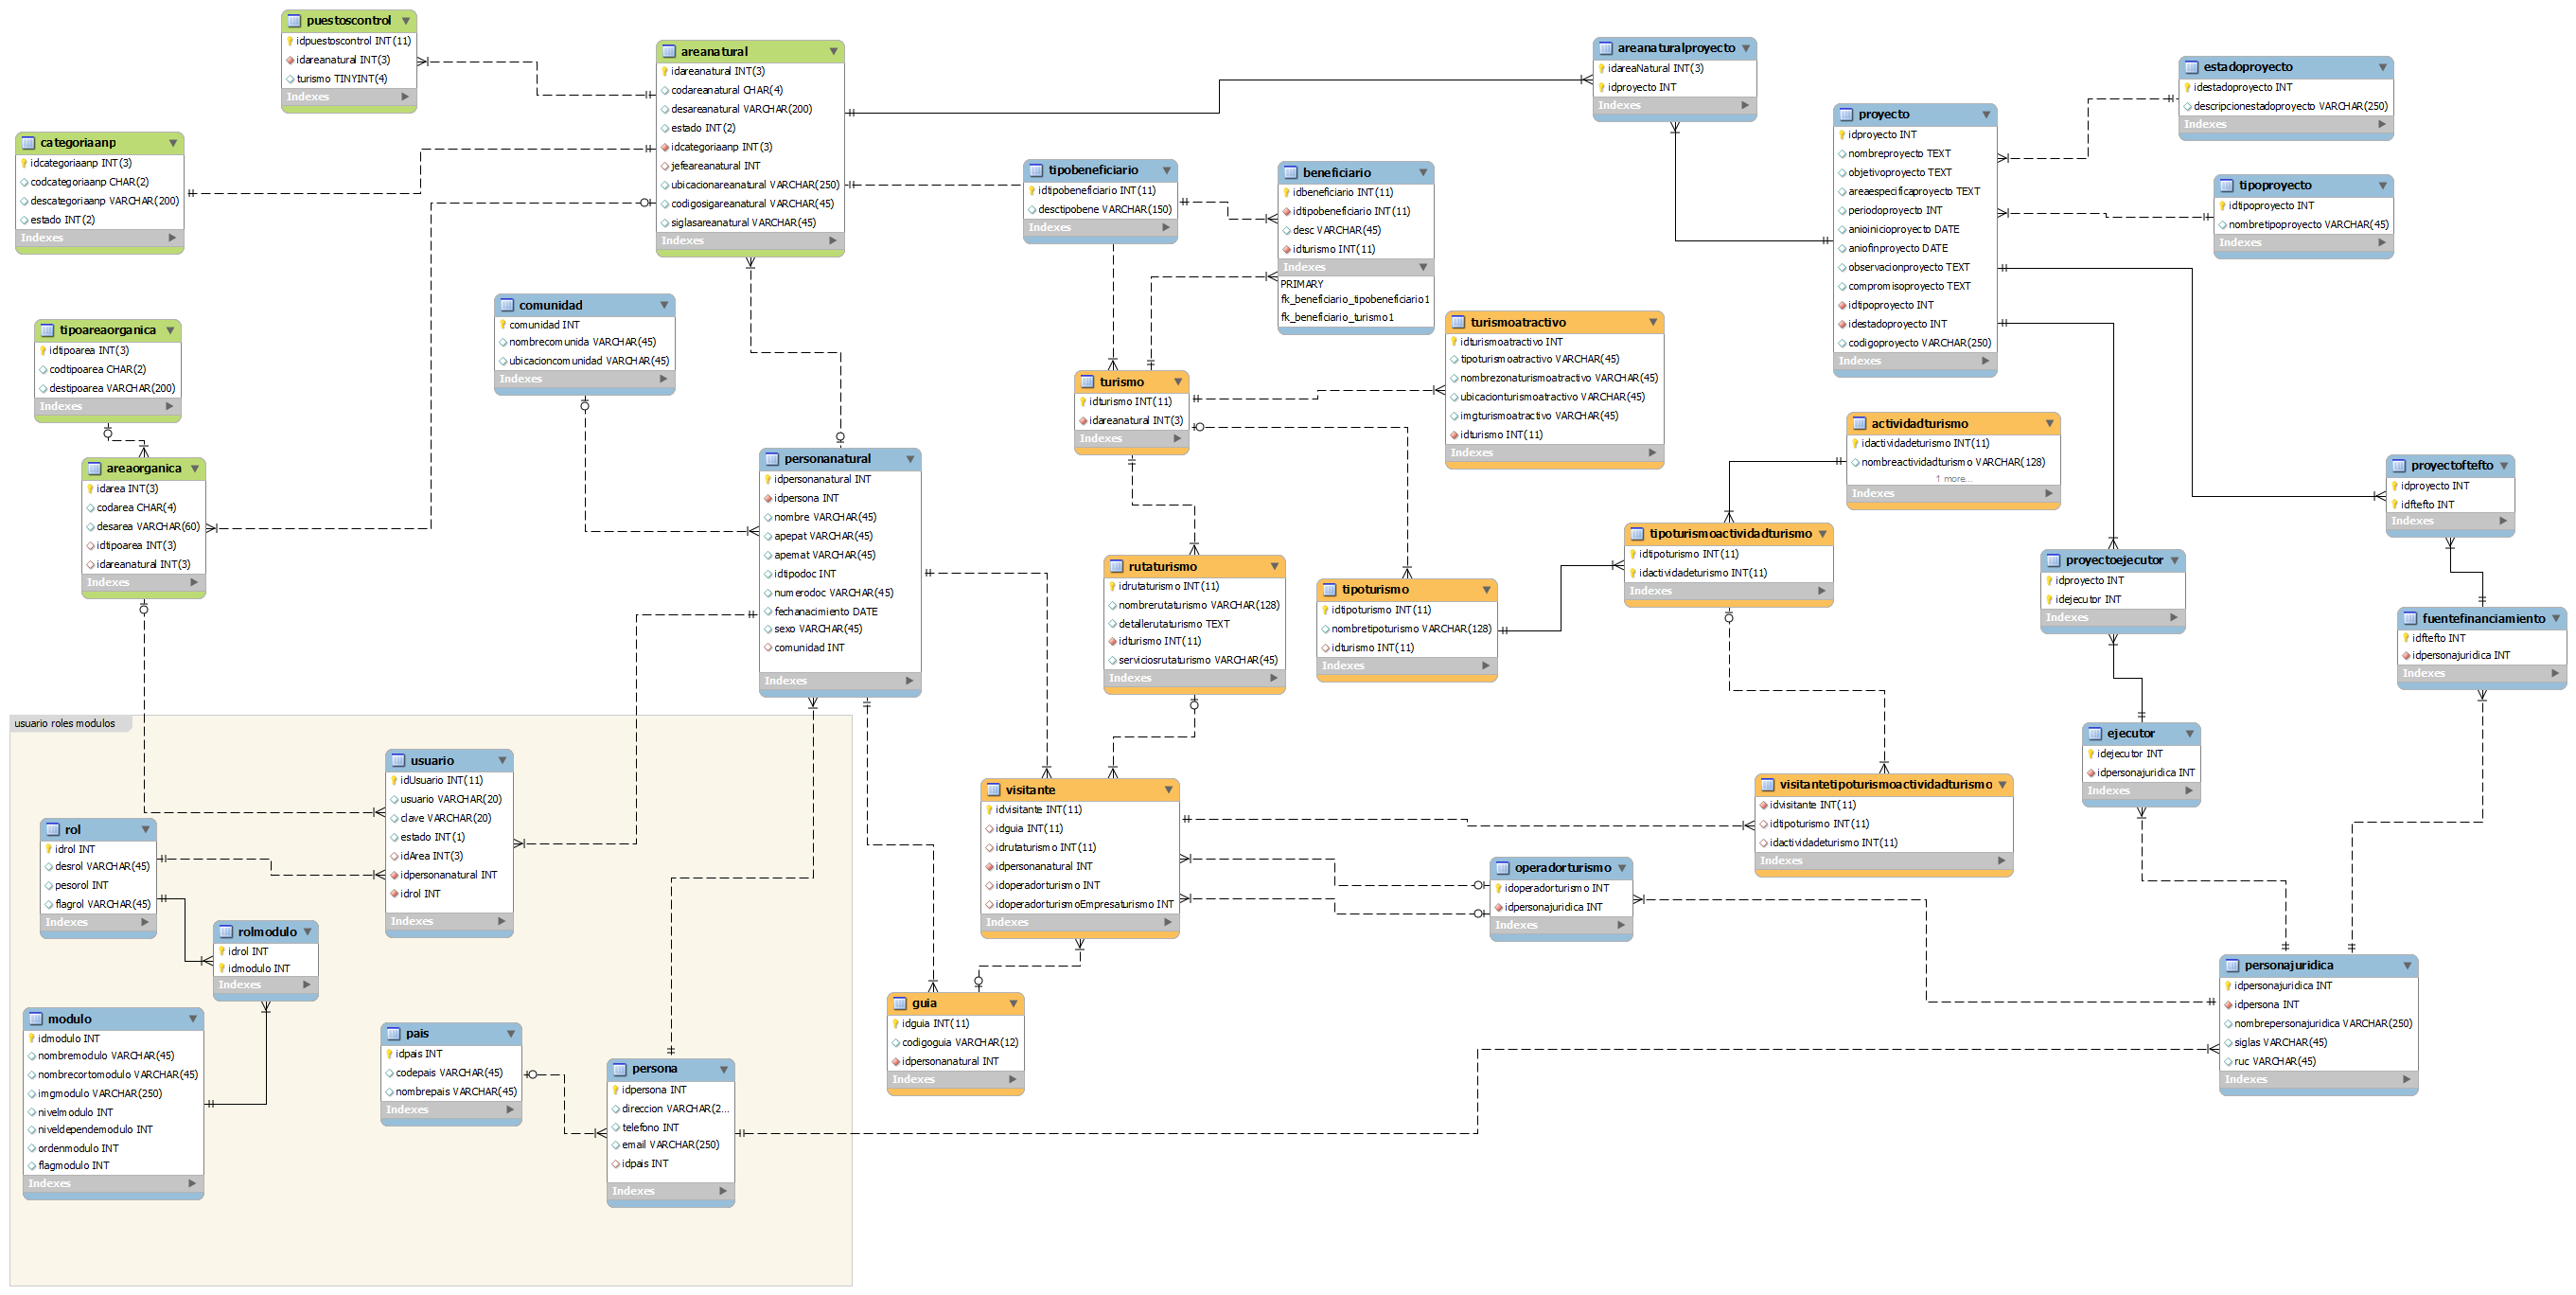 puestoscontrol
idpuestoscontrol INT(11)
idareanatural INT(3)
turismo TINYINT(4)
Indexes
areanatural
idareanatural INT(3)
codareanatural CHAR(4)
desareanatural VARCHAR(200)
estado INT(2)
idcategoriaanp INT(3)
jefeareanatural INT
ubicacionareanatural VARCHAR(250)
codigosigareanatural VARCHAR(45)
siglasareanatural VARCHAR(45)
Indexes
areanaturalproyecto
idareaNatural INT(3)
idproyecto INT
Indexes
estadoproyecto
idestadoproyecto INT
descripcionestadoproyecto VARCHAR(250)
Indexes
proyecto
idproyecto INT
nombreproyecto TEXT
objetivoproyecto TEXT
areaespecificaproyecto TEXT
periodoproyecto INT
anioinicioproyecto DATE
aniofinproyecto DATE
observacionproyecto TEXT
compromisoproyecto TEXT
idtipoproyecto INT
idestadoproyecto INT
codigoproyecto VARCHAR(250)
Indexes
categoriaanp
idcategoriaanp INT(3)
codcategoriaanp CHAR(2)
descategoriaanp VARCHAR(200)
estado INT(2)
Indexes
tipobeneficiario
idtipobeneficiario INT(11)
desctipobene VARCHAR(150)
Indexes
beneficiario
idbeneficiario INT(11)
idtipobeneficiario INT(11)
desc VARCHAR(45)
idturismo INT(11)
Indexes
PRIMARY
fk_beneficiario_tipobeneficiario1
fk_beneficiario_turismo1
tipoproyecto
idtipoproyecto INT
nombretipoproyecto VARCHAR(45)
Indexes
comunidad
comunidad INT
nombrecomunida VARCHAR(45)
ubicacioncomunidad VARCHAR(45)
Indexes
tipoareaorganica
idtipoarea INT(3)
codtipoarea CHAR(2)
destipoarea VARCHAR(200)
Indexes
turismoatractivo
idturismoatractivo INT
tipoturismoatractivo VARCHAR(45)
nombrezonaturismoatractivo VARCHAR(45)
ubicacionturismoatractivo VARCHAR(45)
imgturismoatractivo VARCHAR(45)
idturismo INT(11)
Indexes
turismo
idturismo INT(11)
idareanatural INT(3)
Indexes
actividadturismo
idactividadeturismo INT(11)
nombreactividadturismo VARCHAR(128)
1 more...
Indexes
areaorganica
idarea INT(3)
codarea CHAR(4)
desarea VARCHAR(60)
idtipoarea INT(3)
idareanatural INT(3)
Indexes
personanatural
idpersonanatural INT
idpersona INT
nombre VARCHAR(45)
apepat VARCHAR(45)
apemat VARCHAR(45)
idtipodoc INT
numerodoc VARCHAR(45)
fechanacimiento DATE
sexo VARCHAR(45)
comunidad INT
Indexes
proyectoftefto
idproyecto INT
idftefto INT
Indexes
tipoturismoactividadturismo
idtipoturismo INT(11)
idactividadeturismo INT(11)
Indexes
proyectoejecutor
idproyecto INT
idejecutor INT
Indexes
rutaturismo
idrutaturismo INT(11)
nombrerutaturismo VARCHAR(128)
detallerutaturismo TEXT
idturismo INT(11)
serviciosrutaturismo VARCHAR(45)
Indexes
tipoturismo
idtipoturismo INT(11)
nombretipoturismo VARCHAR(128)
idturismo INT(11)
Indexes
fuentefinanciamiento
idftefto INT
idpersonajuridica INT
Indexes
usuario roles modulos
usuario
idUsuario INT(11)
usuario VARCHAR(20)
clave VARCHAR(20)
estado INT(1)
idArea INT(3)
idpersonanatural INT
idrol INT
Indexes
ejecutor
idejecutor INT
idpersonajuridica INT
Indexes
visitante
idvisitante INT(11)
idguia INT(11)
idrutaturismo INT(11)
idpersonanatural INT
idoperadorturismo INT
idoperadorturismoEmpresaturismo INT
Indexes
visitantetipoturismoactividadturismo
idvisitante INT(11)
idtipoturismo INT(11)
idactividadeturismo INT(11)
Indexes
rol
idrol INT
desrol VARCHAR(45)
pesorol INT
flagrol VARCHAR(45)
Indexes
operadorturismo
idoperadorturismo INT
idpersonajuridica INT
Indexes
rolmodulo
idrol INT
idmodulo INT
Indexes
personajuridica
idpersonajuridica INT
idpersona INT
nombrepersonajuridica VARCHAR(250)
siglas VARCHAR(45)
ruc VARCHAR(45)
Indexes
guia
idguia INT(11)
codigoguia VARCHAR(12)
idpersonanatural INT
Indexes
modulo
idmodulo INT
nombremodulo VARCHAR(45)
nombrecortomodulo VARCHAR(45)
imgmodulo VARCHAR(250)
nivelmodulo INT
niveldependemodulo INT
ordenmodulo INT
flagmodulo INT
Indexes
pais
idpais INT
codepais VARCHAR(45)
nombrepais VARCHAR(45)
Indexes
persona
idpersona INT
direccion VARCHAR(2...
telefono INT
email VARCHAR(250)
idpais INT
Indexes